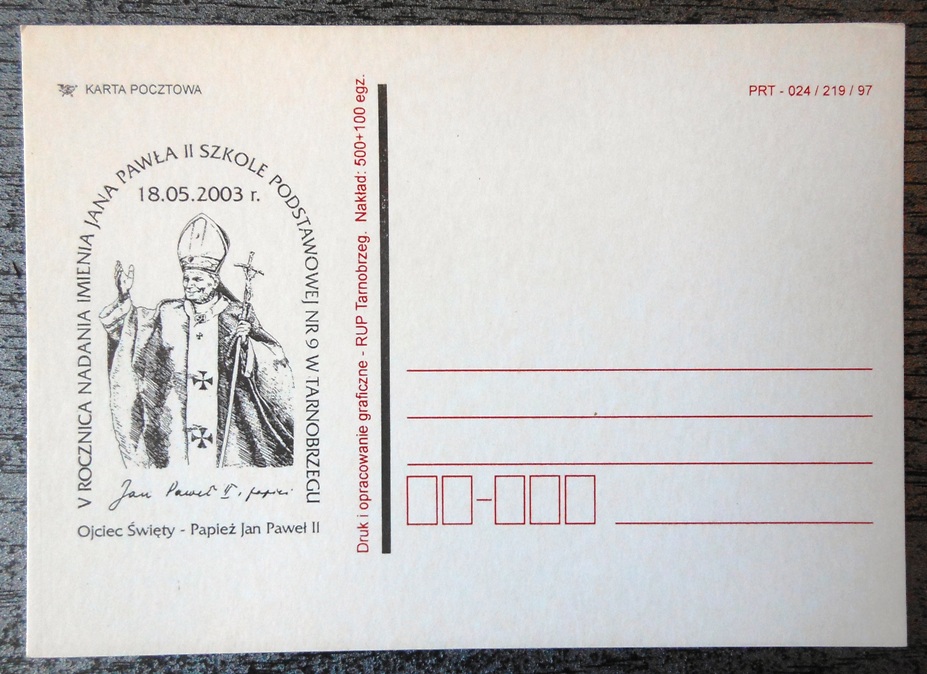 KARTA POCZTOWA
V ROCZNICA NADANIA IMIENIA JANA PAWŁA II SZKOLE PODSTAWOWEJ NR 9 W TARNOBRZEGU
18.05.2003 r.
Jan Paweł II, papież
Ojciec Święty - Papież Jan Paweł II
Druk i opracowanie graficzne - RUP Tarnobrzeg. Nakład: 500+100 egz.
PRT - 024 / 219 / 97